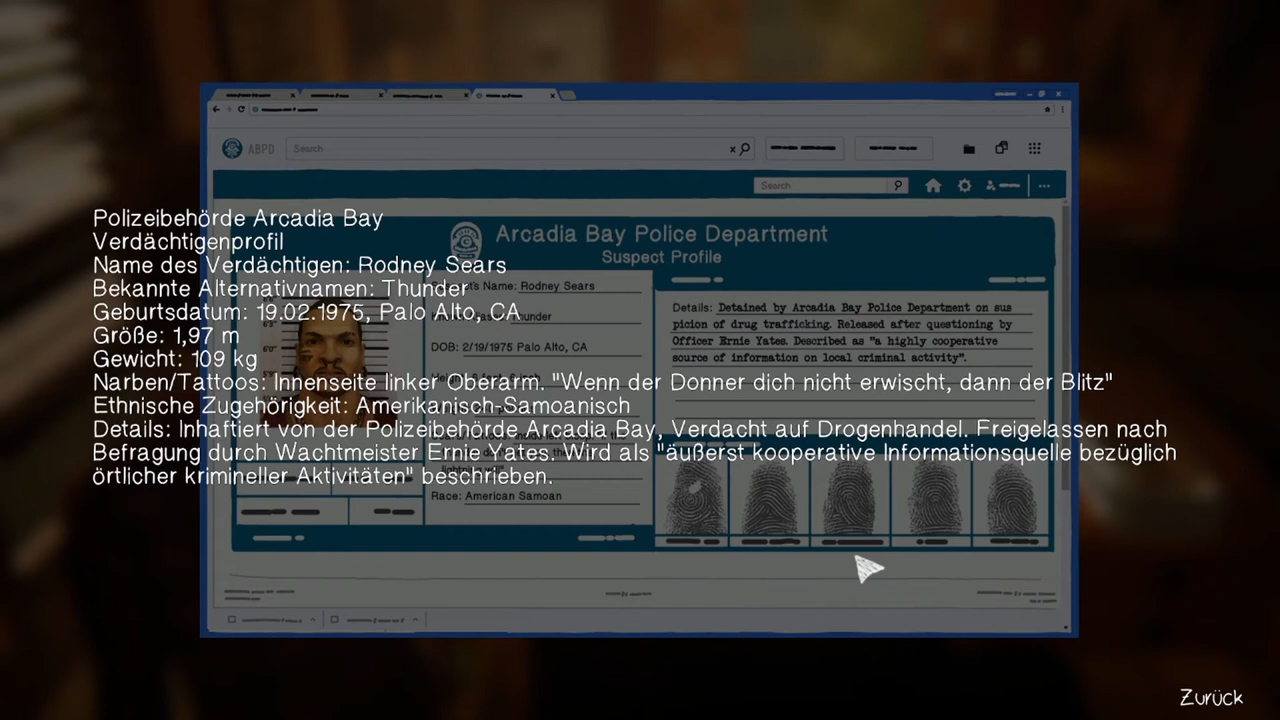 ABPD
Search
Search
Arcadia Bay Police Department
Suspect Profile
Polizeibehörde Arcadia Bay
Verdächtigenprofil
Name des Verdächtigen: Rodney Sears
Bekannte Alternativnamen: Thunder
Geburtsdatum: 19.02.1975, Palo Alto, CA
Größe: 1,97 m
Gewicht: 109 kg
Narben/Tattoos: Innenseite linker Oberarm. "Wenn der Donner dich nicht erwischt, dann der Blitz"
Ethnische Zugehörigkeit: Amerikanisch-Samoanisch
Details: Inhaftiert von der Polizeibehörde Arcadia Bay, Verdacht auf Drogenhandel. Freigelassen nach
Befragung durch Wachtmeister Ernie Yates. Wird als "äußerst kooperative Informationsquelle bezüglich
örtlicher krimineller Aktivitäten" beschrieben.
Name: Rodney Sears
DOB: 2/19/1975 Palo Alto, CA
Race: American Samoan
6'0"
Details: Detained by Arcadia Bay Police Department on sus
picion of drug trafficking. Released after questioning by
Officer Ernie Yates. Described as "a highly cooperative
source of information on local criminal activity".
Zurück